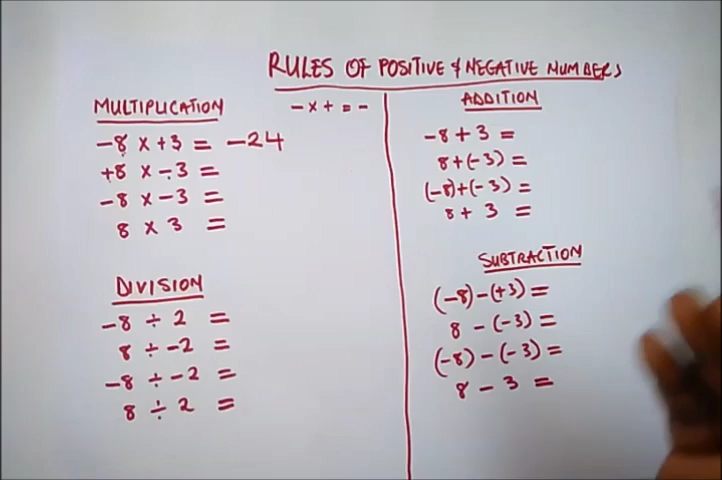 RULES OF POSITIVE & NEGATIVE NUMBERS
MULTIPLICATION
- x + = -
-8 x +3 = -24
+8 x -3 =
-8 x -3 =
8 x 3 =
DIVISION
-8 ÷ 2 =
8 ÷ -2 =
-8 ÷ -2 =
8 ÷ 2 =
ADDITION
-8 + 3 =
8 + (-3) =
(-8) + (-3) =
8 + 3 =
SUBTRACTION
(-8) - (+3) =
8 - (-3) =
(-8) - (-3) =
8 - 3 =